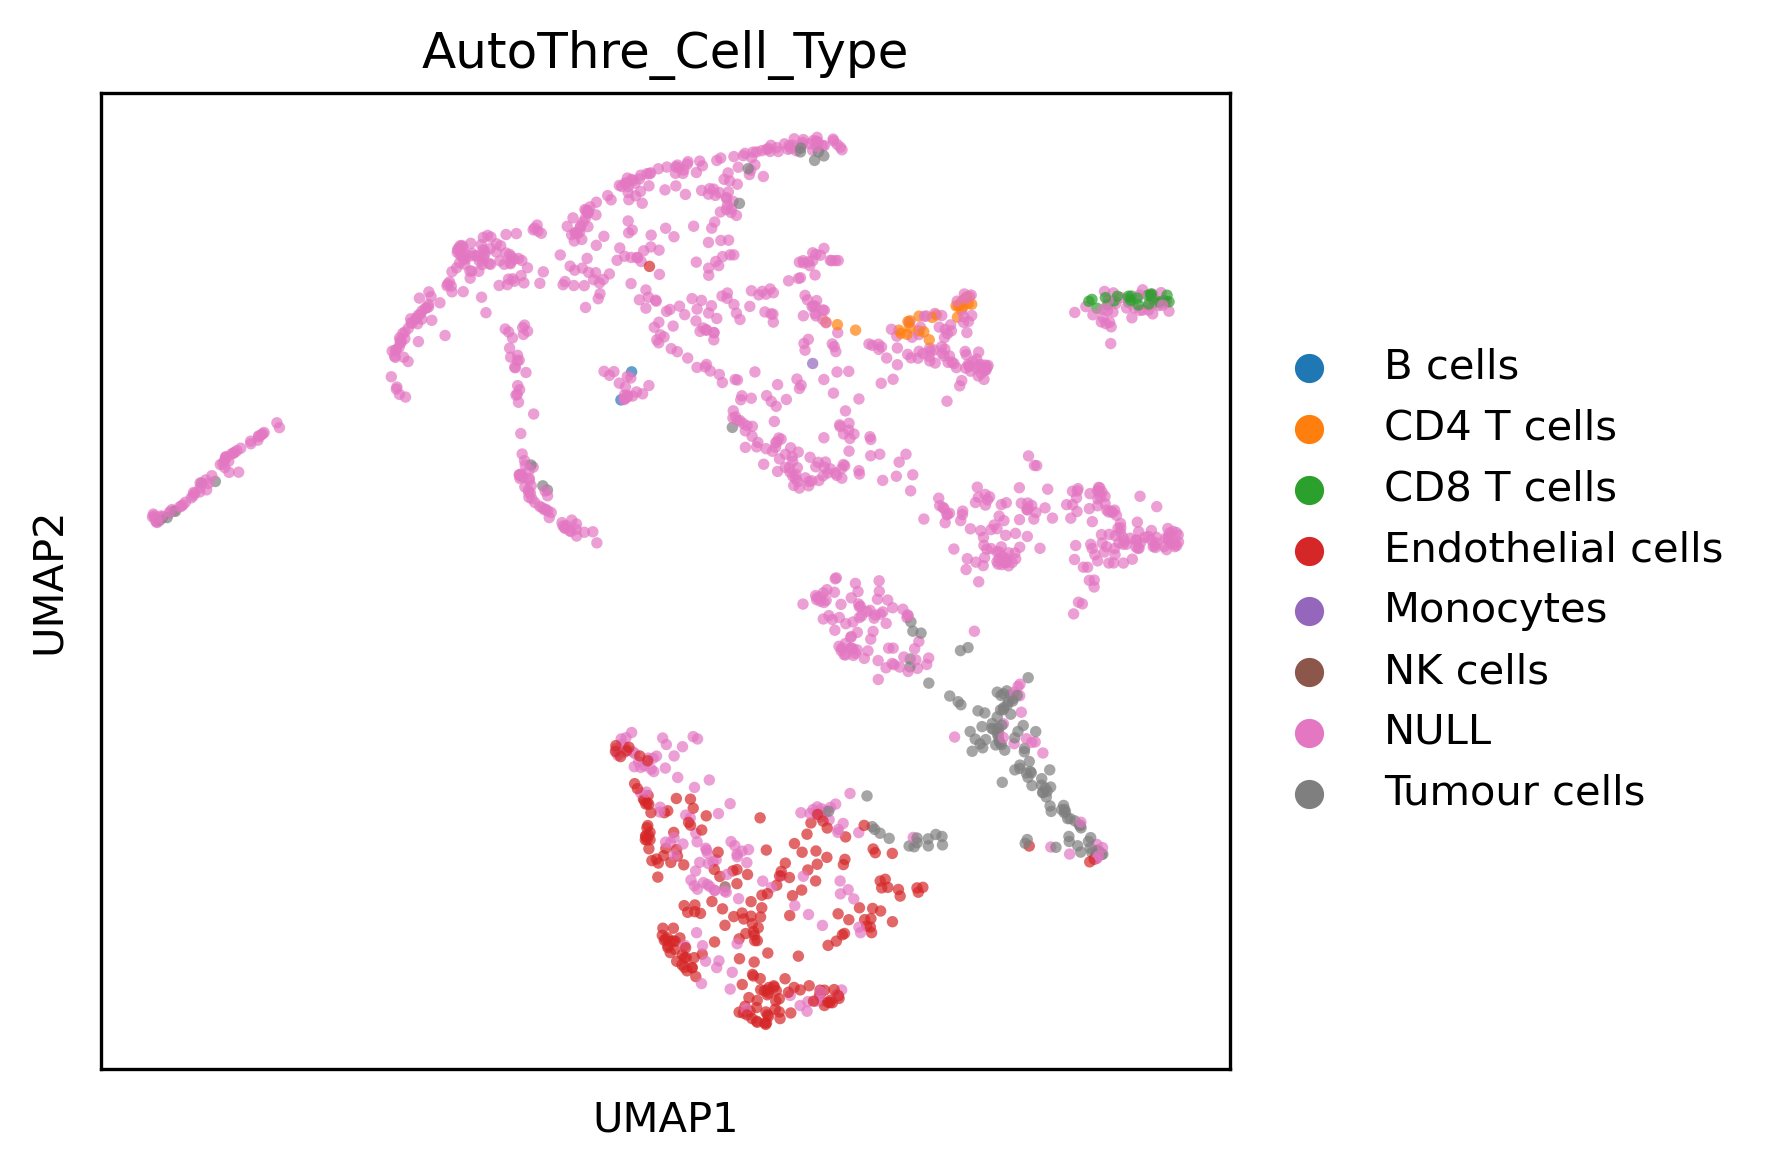 AutoThre_Cell_Type
UMAP2
UMAP1
B cells
CD4 T cells
CD8 T cells
Endothelial cells
Monocytes
NK cells
NULL
Tumour cells